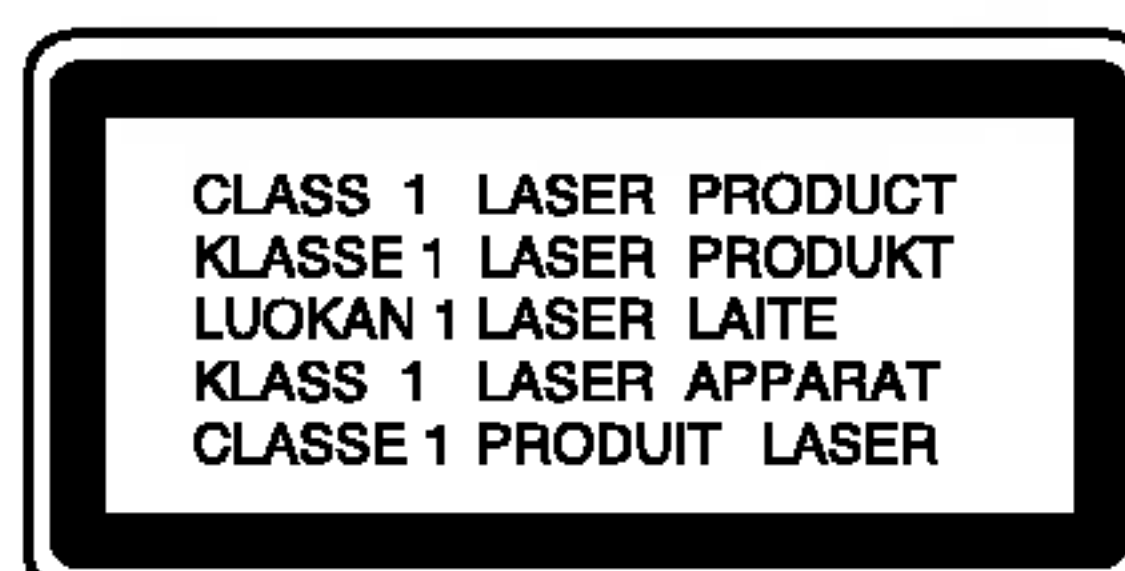 CLASS 1 LASER PRODUCT
KLASSE 1 LASER PRODUKT
LUOKAN 1 LASER LAITE
KLASS 1 LASER APPARAT
CLASSE 1 PRODUIT LASER